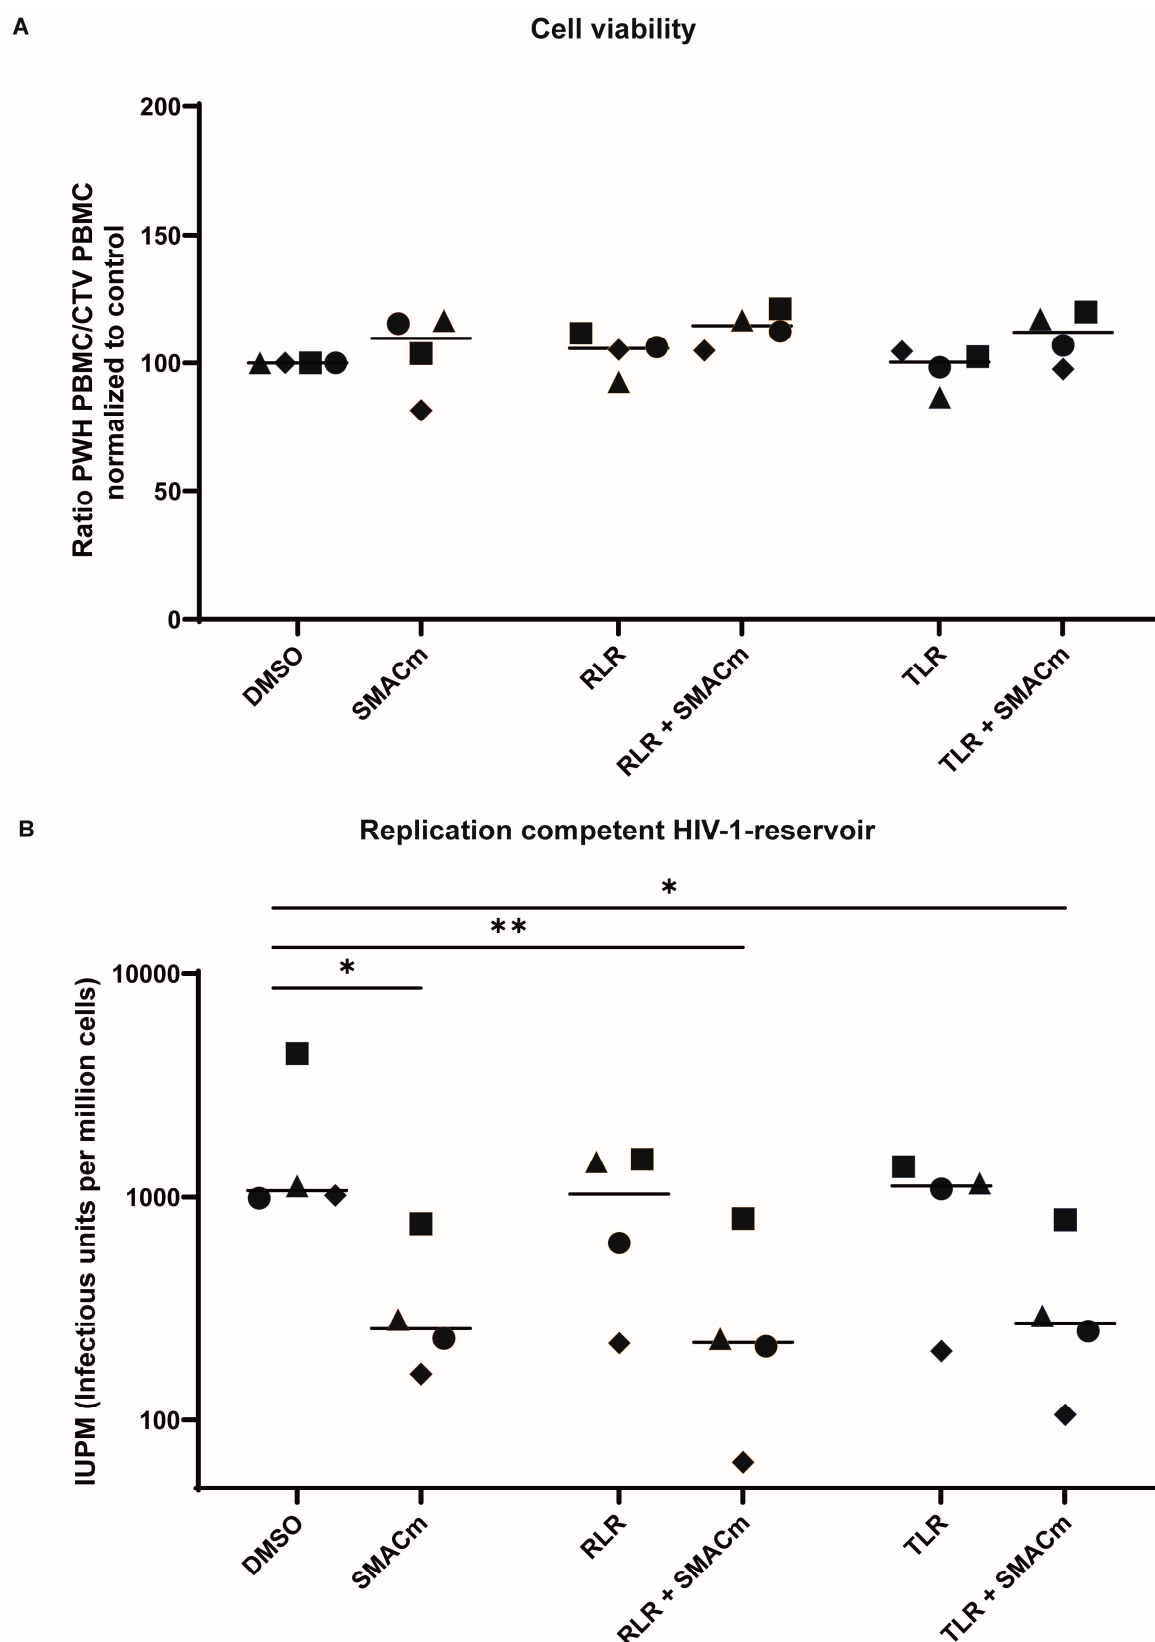 A
Cell viability
Ratio PWH PBMC/CTV PBMC
normalized to control
200
150
100
50
0
DMSO
SMACm
RLR
RLR + SMACm
TLR
TLR + SMACm
B
Replication competent HIV-1-reservoir
*
**
*
IUPM (Infectious units per million cells)
10000
1000
100
DMSO
SMACm
RLR
RLR + SMACm
TLR
TLR + SMACm